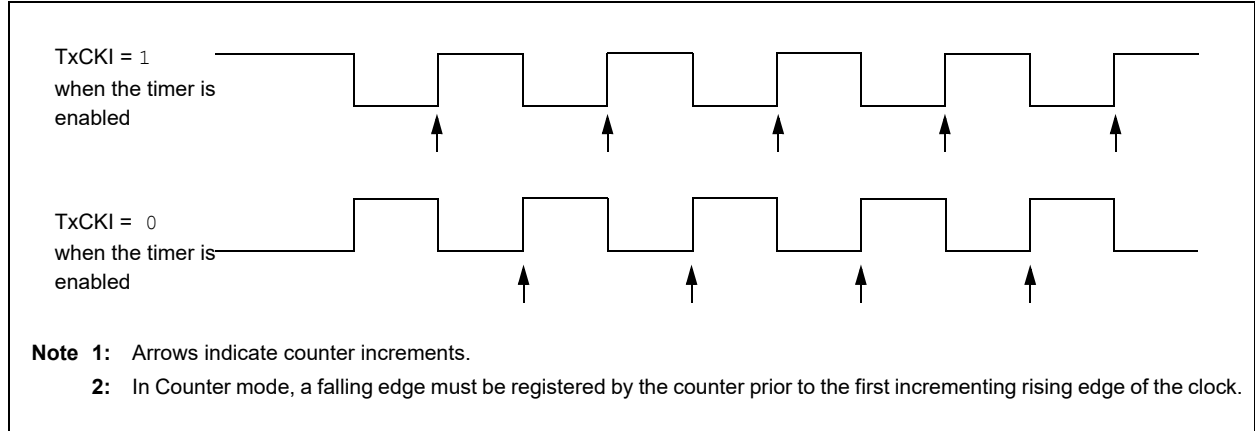 TxCKI = 1
when the timer is
enabled
TxCKI = 0
when the timer is
enabled
Note 1: Arrows indicate counter increments.
2: In Counter mode, a falling edge must be registered by the counter prior to the first incrementing rising edge of the clock.